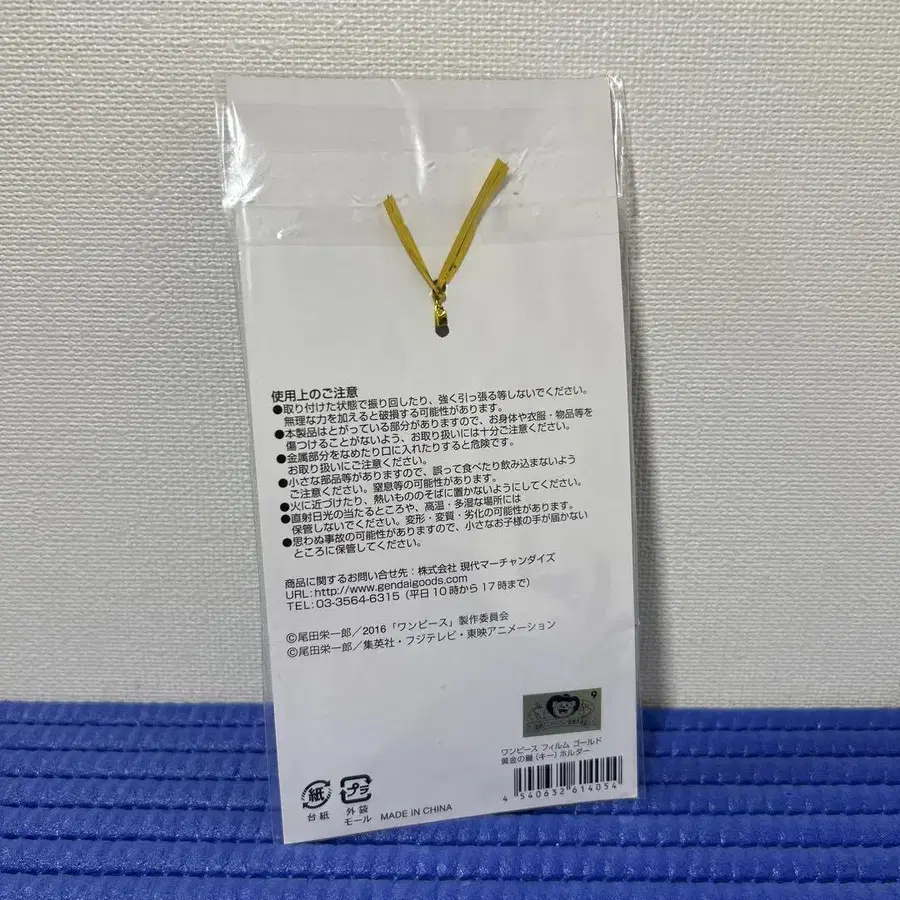 使用上のご注意
●取り付けた状態で振り回したり、強く引っ張る等しないでください。
無理な力を加えると破損する可能性があります。
●本製品はとがっている部分がありますので、お身体や衣服・物品等を
傷つけることがないよう、お取り扱いには十分ご注意ください。
●金属部分をなめたり口に入れたりすると危険です。
お取り扱いにご注意ください。
●小さな部品等がありますので、誤って食べたり飲み込まないよう
ご注意ください。窒息等の可能性があります。
●火に近づけたり、熱いもののそばに置かないようにしてください。
●直射日光の当たるところや、高温・多湿な場所には
保管しないでください。変形・変質・劣化の可能性があります。
●思わぬ事故の可能性がありますので、小さなお子様の手が届かない
ところに保管してください。
商品に関するお問い合せ先：株式会社 現代マーチャンダイズ
URL:http://www.gendaigoods.com
TEL:03-3564-6315（平日10時から17時まで）
©尾田栄一郎／2016「ワンピース」製作委員会
©尾田栄一郎／集英社・フジテレビ・東映アニメーション
9
ワンピース フィルム ゴールド
黄金の鍵（キー）ホルダー
4 540632 614054
紙
台紙
プラ
外袋
モール
MADE IN CHINA